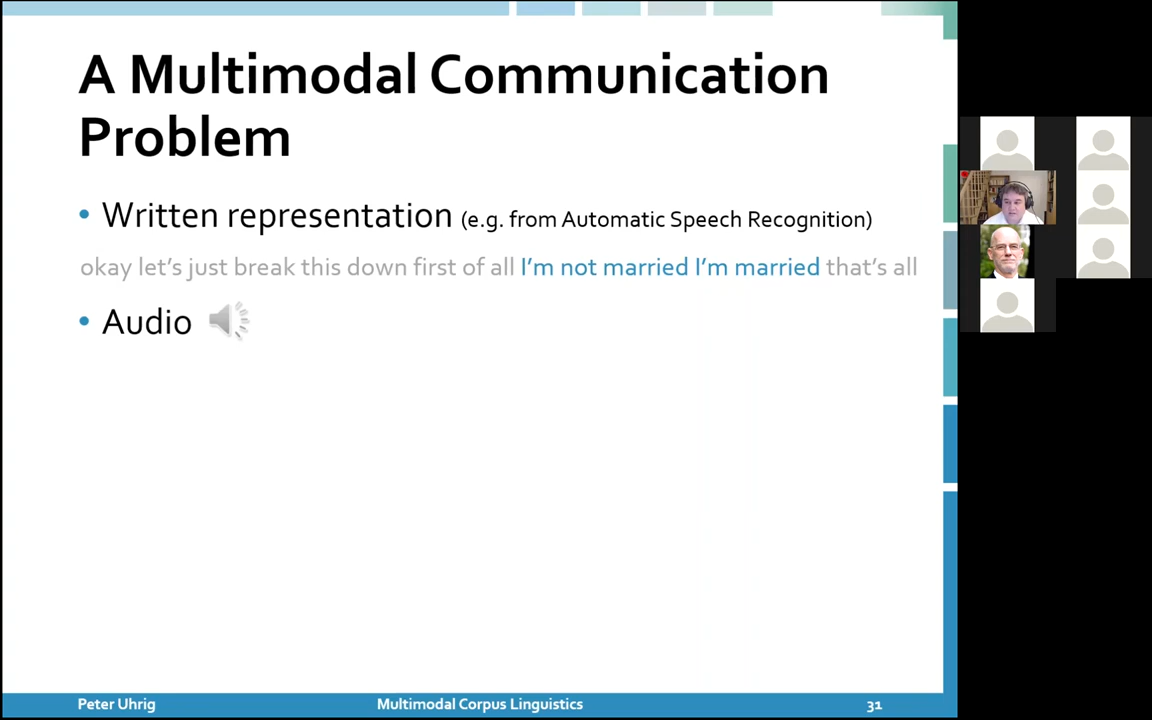 A Multimodal Communication
Problem
• Written representation (e.g. from Automatic Speech Recognition)
okay let’s just break this down first of all I’m not married I’m married that’s all
• Audio
Peter Uhrig Multimodal Corpus Linguistics 31